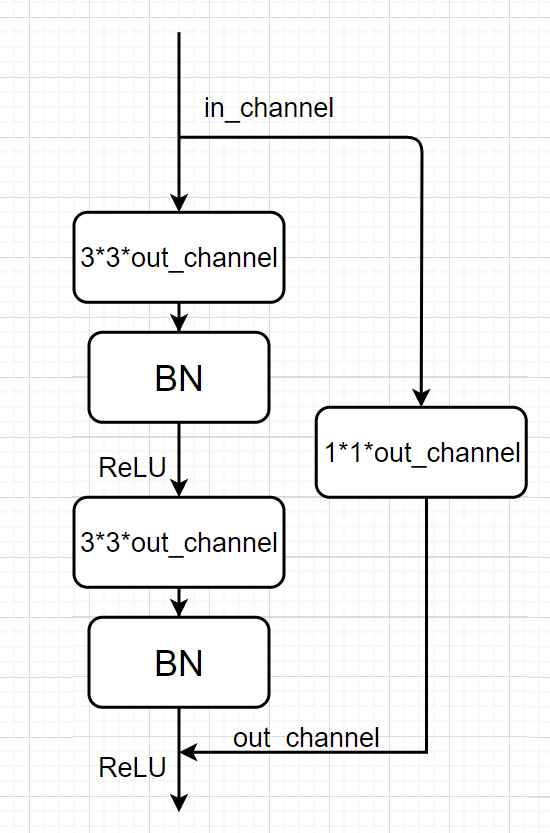 in_channel
3*3*out_channel
BN
ReLU
1*1*out_channel
3*3*out_channel
BN
out_channel
ReLU